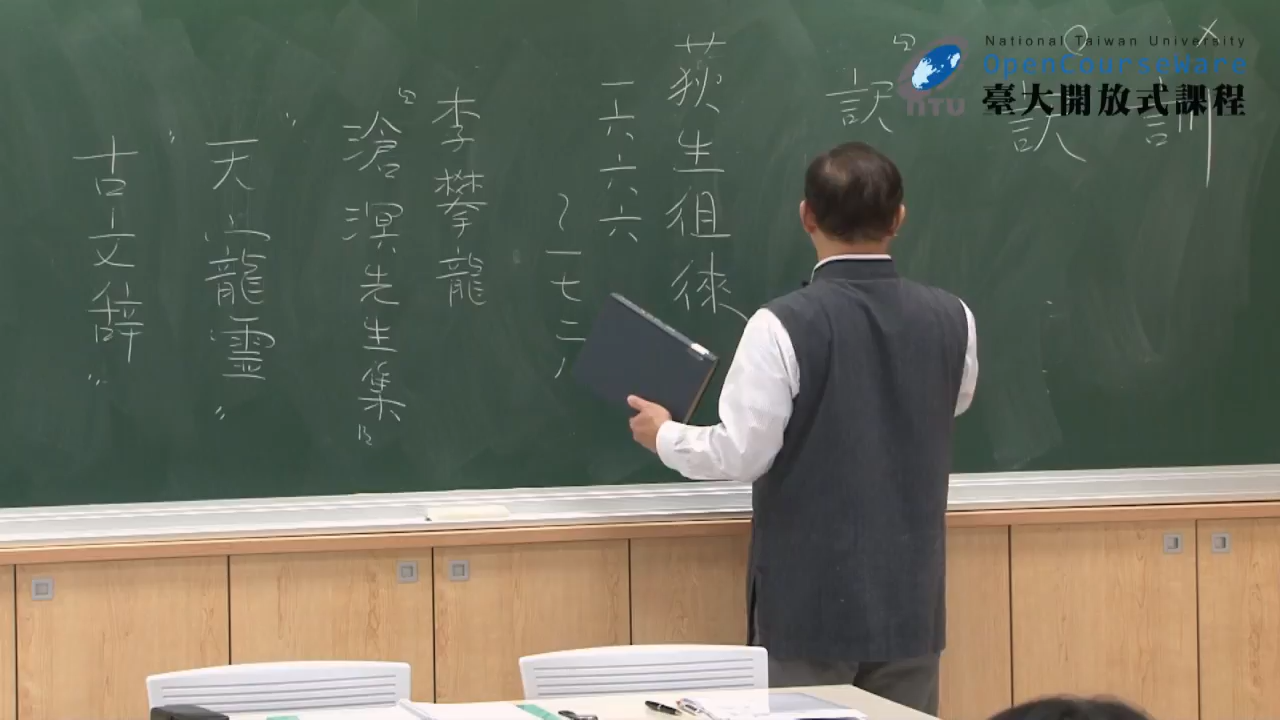 National Taiwan University
OpenCourseWare
臺大開放式課程
NTU
訓
訳
訳
荻生徂徠
一六六六
～一七二八
李攀龍
滄溟先生集
天之龍靈
古文辭